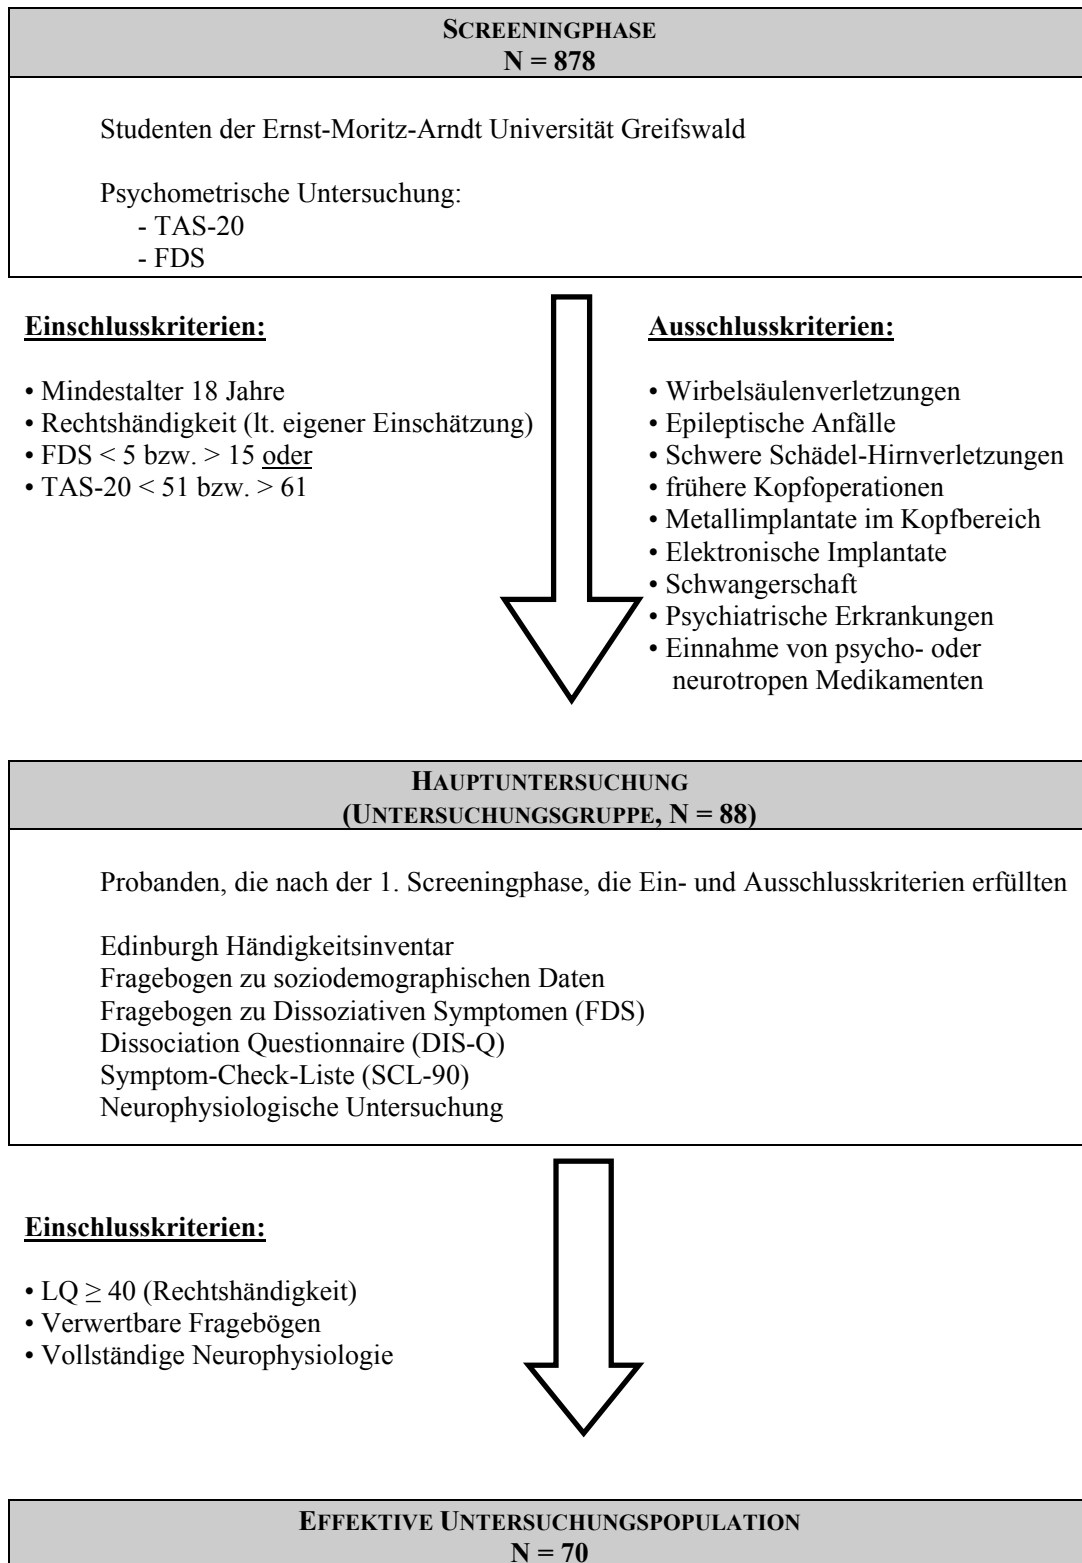 SCREENINGPHASE
N = 878
Studenten der Ernst-Moritz-Arndt Universität Greifswald
Psychometrische Untersuchung:
- TAS-20
- FDS
Einschlusskriterien:
• Mindestalter 18 Jahre
• Rechtshändigkeit (lt. eigener Einschätzung)
• FDS < 5 bzw. > 15 oder
• TAS-20 < 51 bzw. > 61
Ausschlusskriterien:
• Wirbelsäulenverletzungen
• Epileptische Anfälle
• Schwere Schädel-Hirnverletzungen
• frühere Kopfoperationen
• Metallimplantate im Kopfbereich
• Elektronische Implantate
• Schwangerschaft
• Psychiatrische Erkrankungen
• Einnahme von psycho- oder
neurotropen Medikamenten
HAUPTUNTERSUCHUNG
(UNTERSUCHUNGSGRUPPE, N = 88)
Probanden, die nach der 1. Screeningphase, die Ein- und Ausschlusskriterien erfüllten
Edinburgh Händigkeitsinventar
Fragebogen zu soziodemographischen Daten
Fragebogen zu Dissoziativen Symptomen (FDS)
Dissociation Questionnaire (DIS-Q)
Symptom-Check-Liste (SCL-90)
Neurophysiologische Untersuchung
Einschlusskriterien:
• LQ ≥ 40 (Rechtshändigkeit)
• Verwertbare Fragebögen
• Vollständige Neurophysiologie
EFFEKTIVE UNTERSUCHUNGSPOPULATION
N = 70